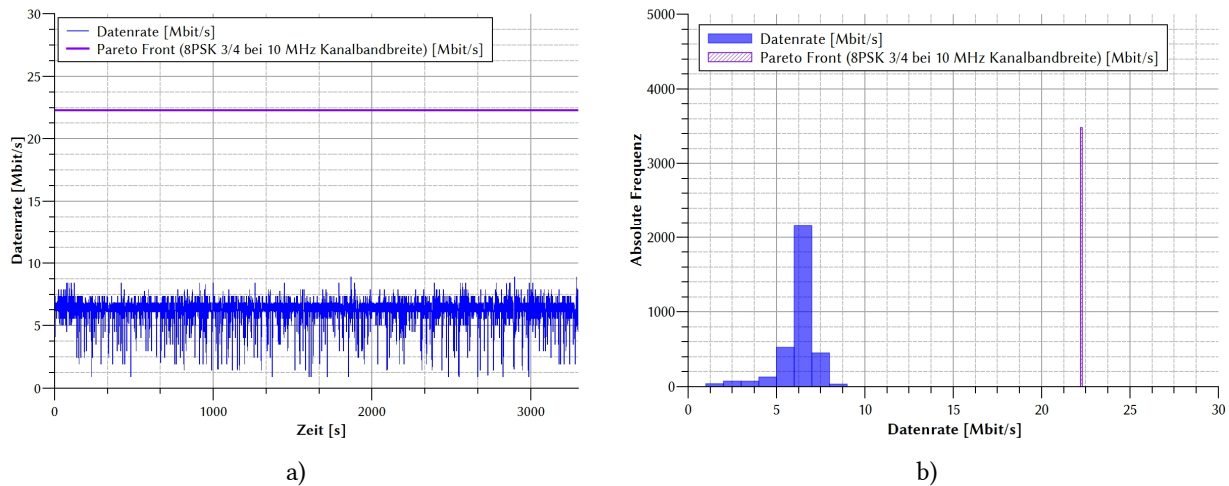 30
25
20
15
10
5
0
Datenrate [Mbit/s]
Datenrate [Mbit/s]
Pareto Front (8PSK 3/4 bei 10 MHz Kanalbandbreite) [Mbit/s]
0 1000 2000 3000
Zeit [s]
a)
5000
4000
3000
2000
1000
0
Absolute Frequenz
Datenrate [Mbit/s]
Pareto Front (8PSK 3/4 bei 10 MHz Kanalbandbreite) [Mbit/s]
0 5 10 15 20 25 30
Datenrate [Mbit/s]
b)